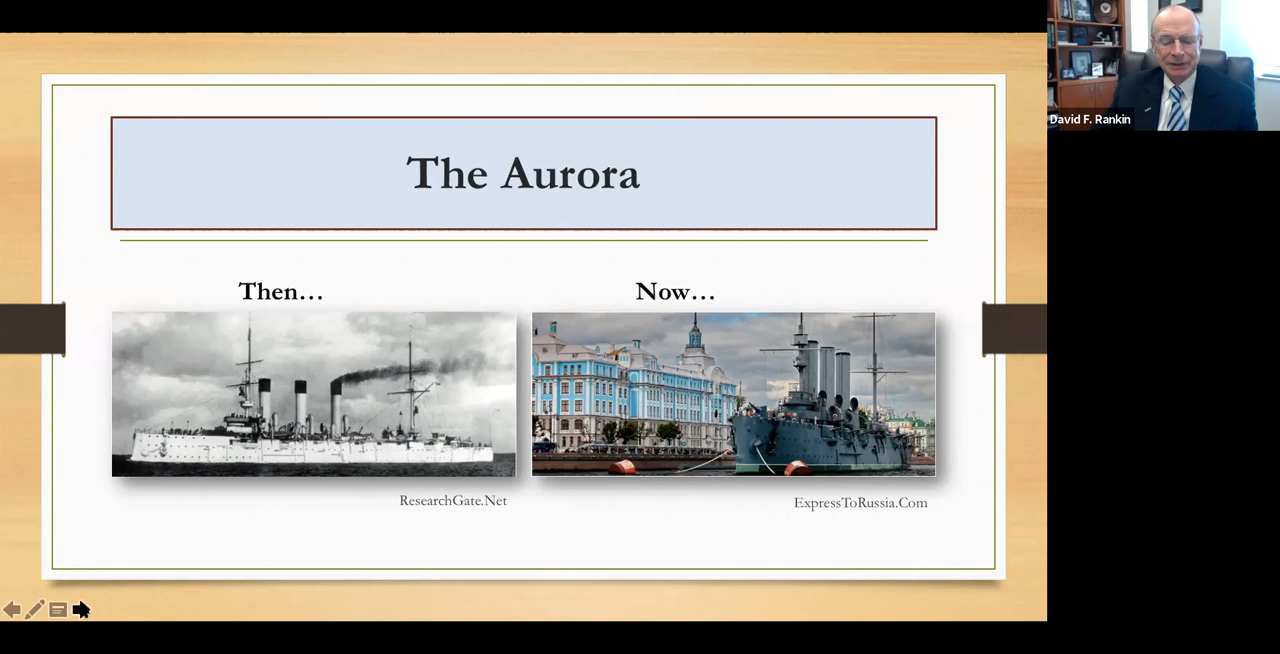 The Aurora
Then…
Now…
ResearchGate.Net
ExpressToRussia.Com
David F. Rankin